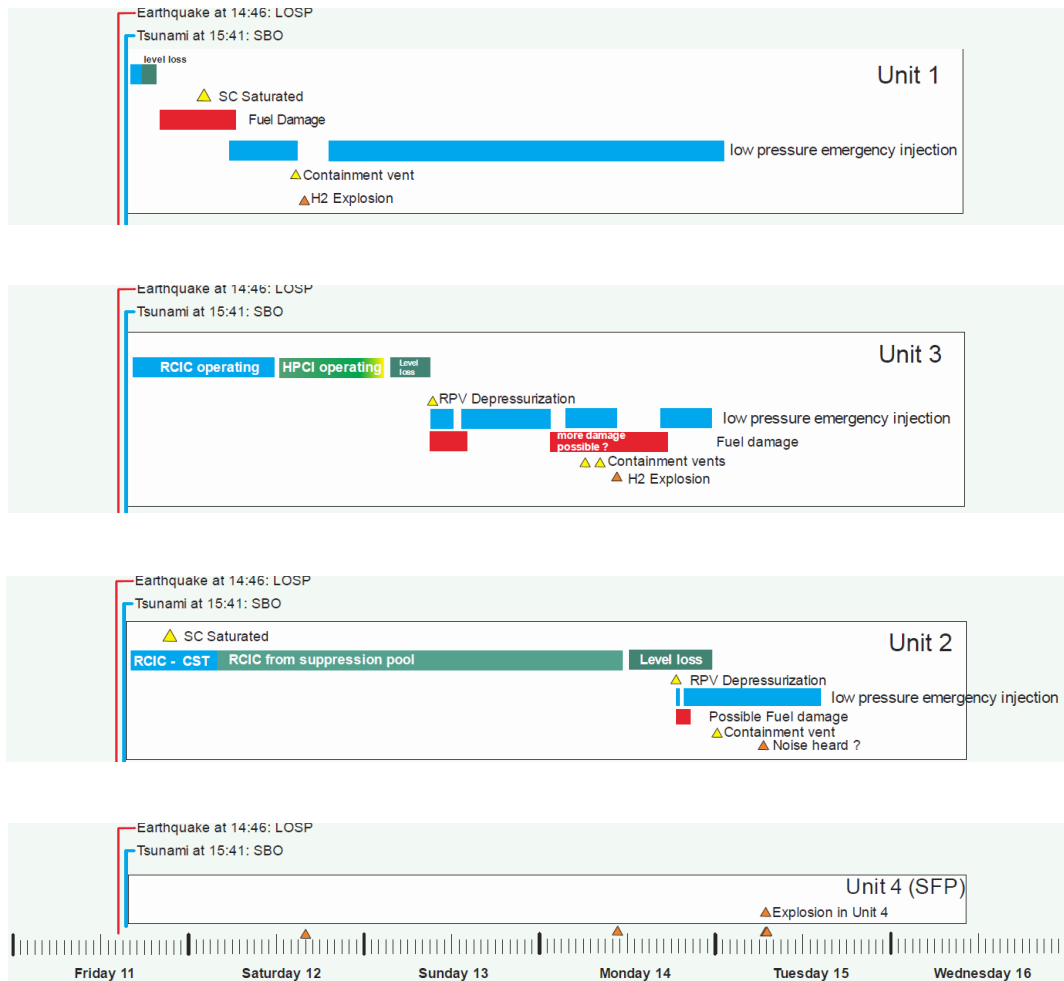 Earthquake at 14:46: LOSP
Tsunami at 15:41: SBO
level loss
Unit 1
SC Saturated
Fuel Damage
low pressure emergency injection
Containment vent
H2 Explosion
Earthquake at 14:46: LOSP
Tsunami at 15:41: SBO
Unit 3
RCIC operating
HPCI operating
Level
loss
RPV Depressurization
low pressure emergency injection
more damage
possible ?
Fuel damage
Containment vents
H2 Explosion
Earthquake at 14:46: LOSP
Tsunami at 15:41: SBO
SC Saturated
Unit 2
RCIC - CST
RCIC from suppression pool
Level loss
RPV Depressurization
low pressure emergency injection
Possible Fuel damage
Containment vent
Noise heard ?
Earthquake at 14:46: LOSP
Tsunami at 15:41: SBO
Unit 4 (SFP)
Explosion in Unit 4
Friday 11
Saturday 12
Sunday 13
Monday 14
Tuesday 15
Wednesday 16